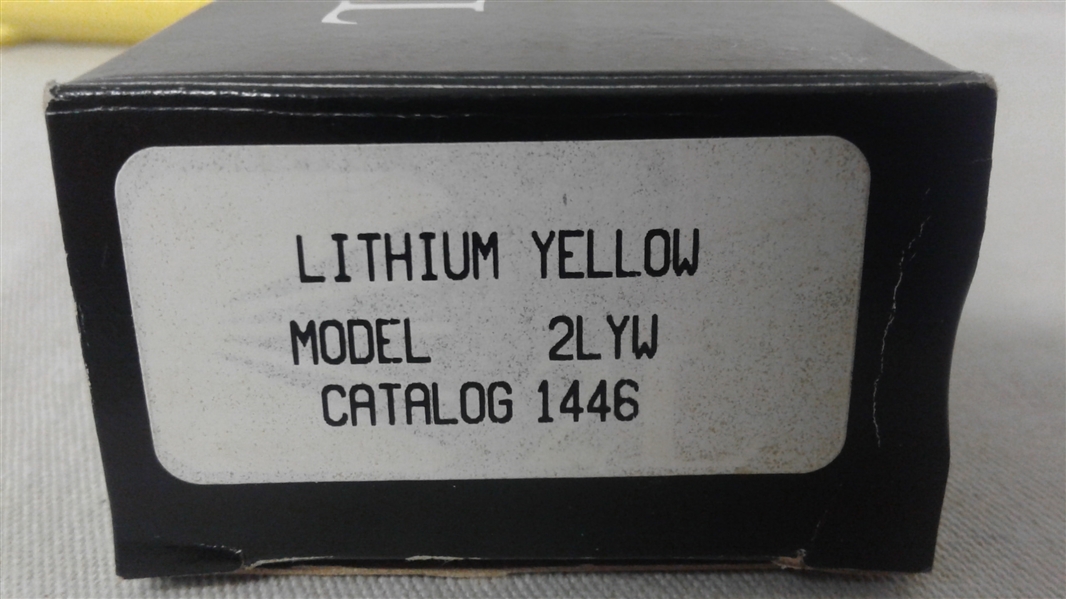 LITHIUM YELLOW
MODEL 2LYW
CATALOG 1446